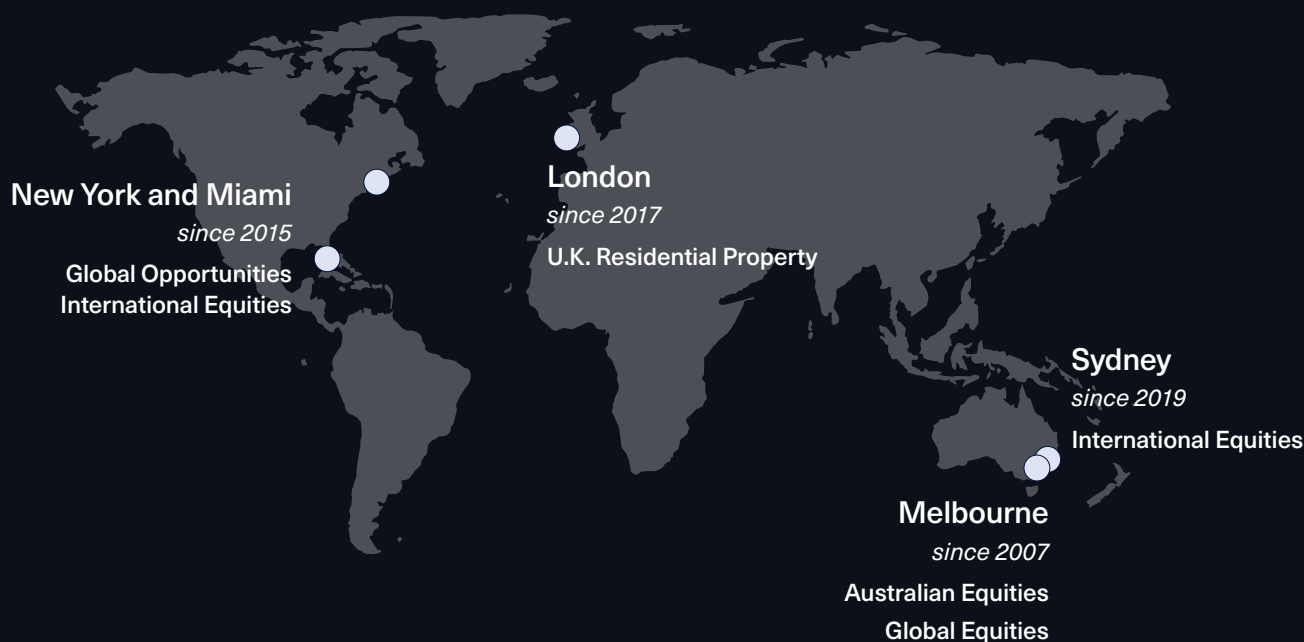 New York and Miami
since 2015
Global Opportunities
International Equities
London
since 2017
U.K. Residential Property
Sydney
since 2019
International Equities
Melbourne
since 2007
Australian Equities
Global Equities